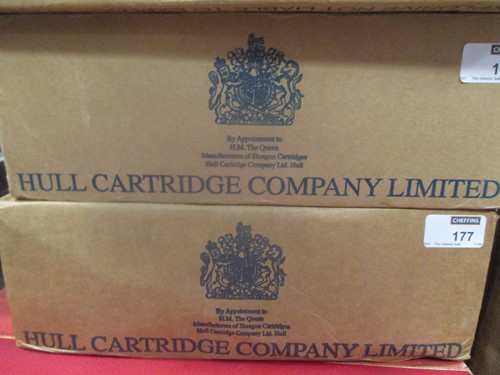 CHEFFINS
By Appointment to
H.M. The Queen
Manufacturers of Shotgun Cartridges
Hull Cartridge Company Ltd. Hull
HULL CARTRIDGE COMPANY LIMITED
CHEFFINS
177
By Appointment to
H.M. The Queen
Manufacturers of Shotgun Cartridges
Hull Cartridge Company Ltd. Hull
HULL CARTRIDGE COMPANY LIMITED